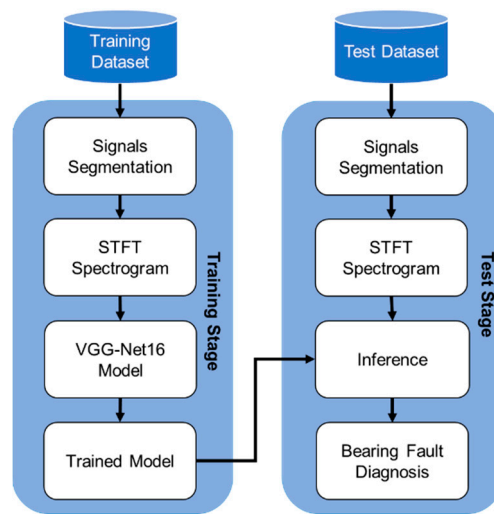 Training
Dataset
Signals
Segmentation
STFT
Spectrogram
VGG-Net16
Model
Trained Model
Training Stage
Test Dataset
Signals
Segmentation
STFT
Spectrogram
Inference
Bearing Fault
Diagnosis
Test Stage